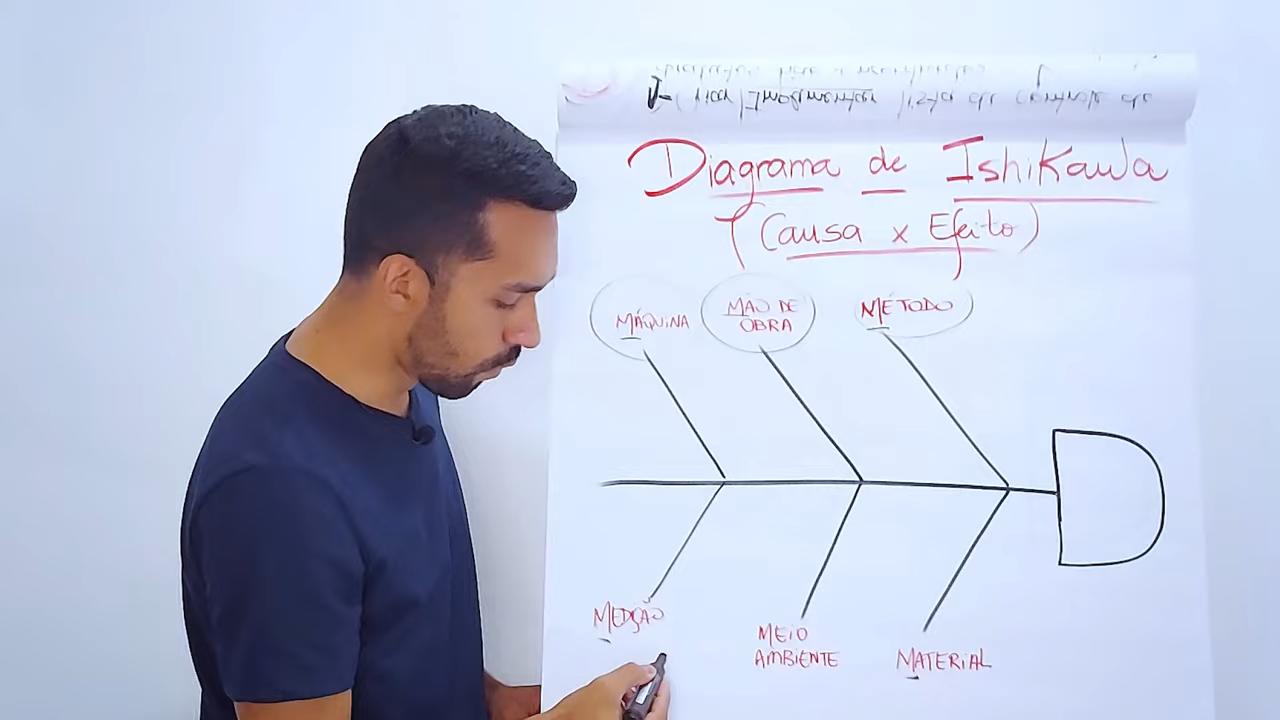 Diagrama de Ishikawa
(Causa x Efeito)
MÁQUINA
MÃO DE
OBRA
MÉTODO
MEDIÇÃO
MEIO
AMBIENTE
MATERIAL